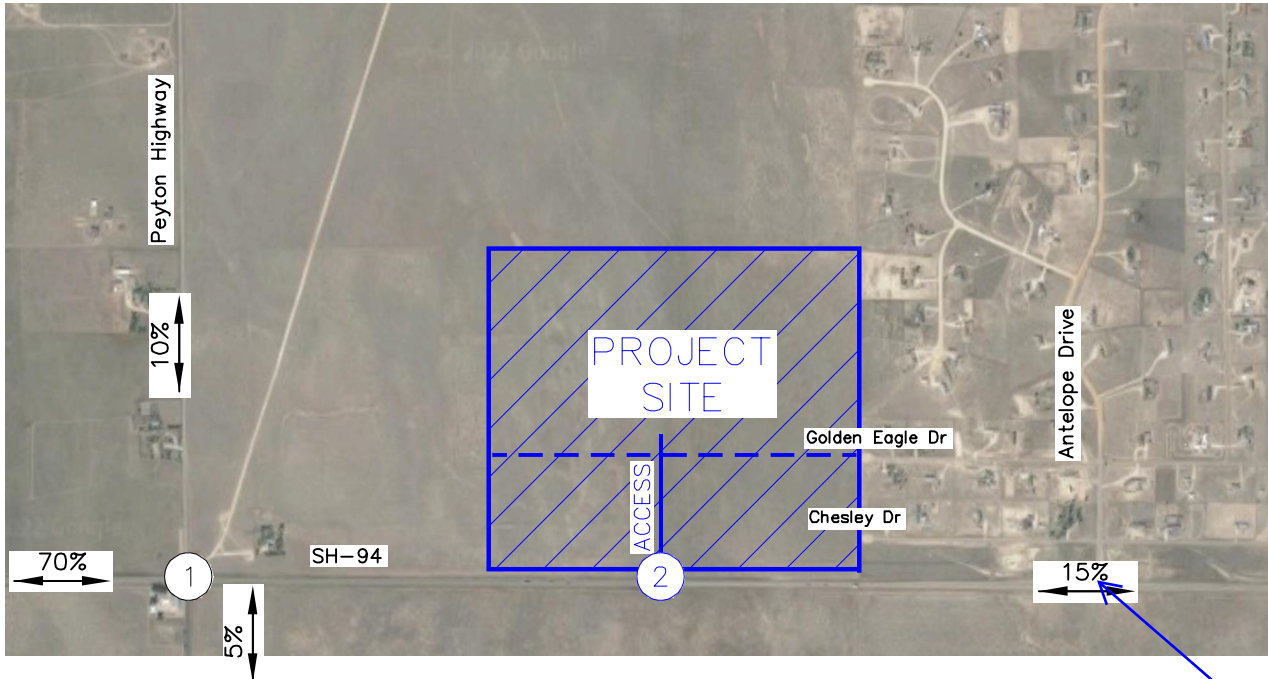 Peyton Highway
10%
PROJECT
SITE
Antelope Drive
Golden Eagle Dr
ACCESS
Chesley Dr
SH-94
70%
1
2
15%
5%